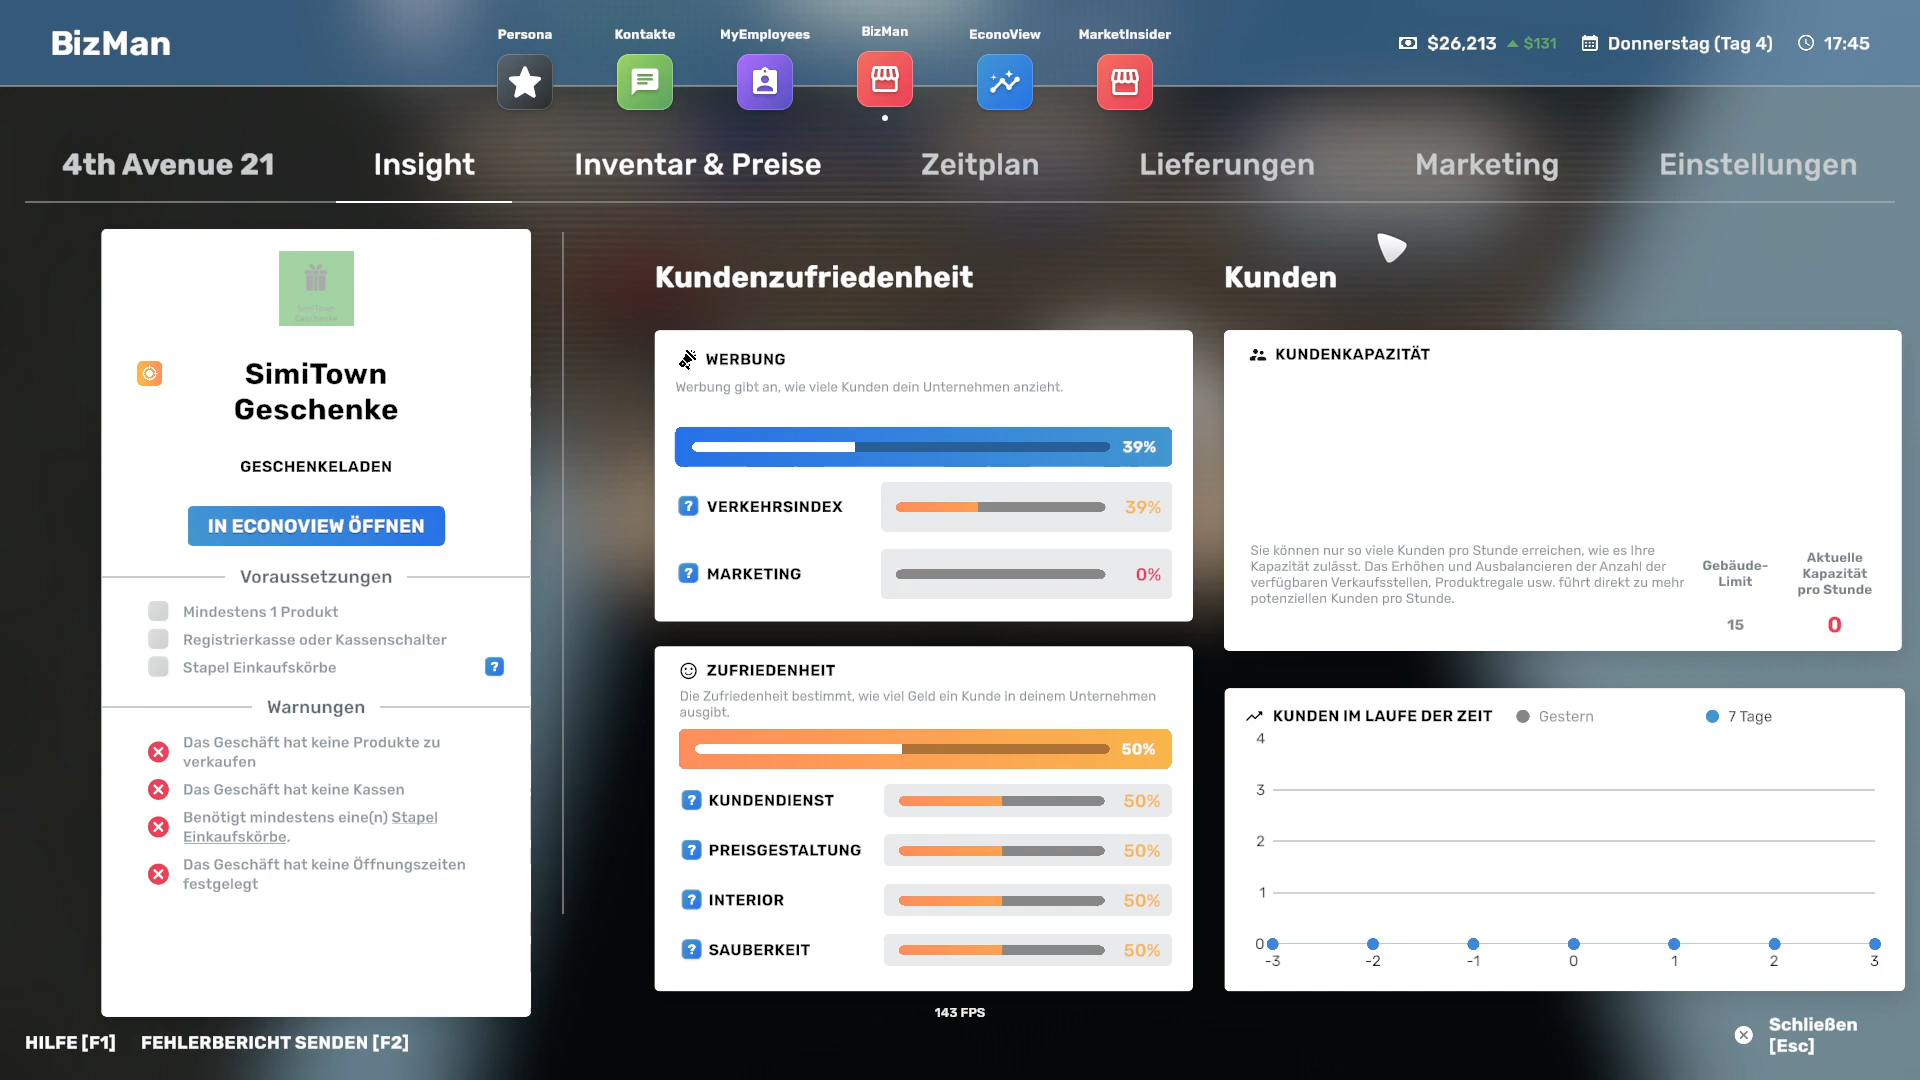 BizMan
Persona
Kontakte
MyEmployees
BizMan
EconoView
MarketInsider
$26,213
$131
Donnerstag (Tag 4)
17:45
4th Avenue 21
Insight
Inventar & Preise
Zeitplan
Lieferungen
Marketing
Einstellungen
SimiTown
Geschenke
SimiTown
Geschenke
GESCHENKELADEN
IN ECONOVIEW ÖFFNEN
Voraussetzungen
Mindestens 1 Produkt
Registrierkasse oder Kassenschalter
Stapel Einkaufskörbe
?
Warnungen
Das Geschäft hat keine Produkte zu
verkaufen
Das Geschäft hat keine Kassen
Benötigt mindestens eine(n) Stapel
Einkaufskörbe.
Das Geschäft hat keine Öffnungszeiten
festgelegt
Kundenzufriedenheit
WERBUNG
Werbung gibt an, wie viele Kunden dein Unternehmen anzieht.
39%
? VERKEHRSINDEX 39%
? MARKETING 0%
ZUFRIEDENHEIT
Die Zufriedenheit bestimmt, wie viel Geld ein Kunde in deinem Unternehmen
ausgibt.
50%
? KUNDENDIENST 50%
? PREISGESTALTUNG 50%
? INTERIOR 50%
? SAUBERKEIT 50%
Kunden
KUNDENKAPAZITÄT
Sie können nur so viele Kunden pro Stunde erreichen, wie es Ihre
Kapazität zulässt. Das Erhöhen und Ausbalancieren der Anzahl der
verfügbaren Verkaufsstellen, Produktregale usw. führt direkt zu mehr
potenziellen Kunden pro Stunde.
Gebäude-
Limit
15
Aktuelle
Kapazität
pro Stunde
0
KUNDEN IM LAUFE DER ZEIT
Gestern
7 Tage
4
3
2
1
0
-3 -2 -1 0 1 2 3
143 FPS
HILFE [F1]
FEHLERBERICHT SENDEN [F2]
Schließen
[Esc]